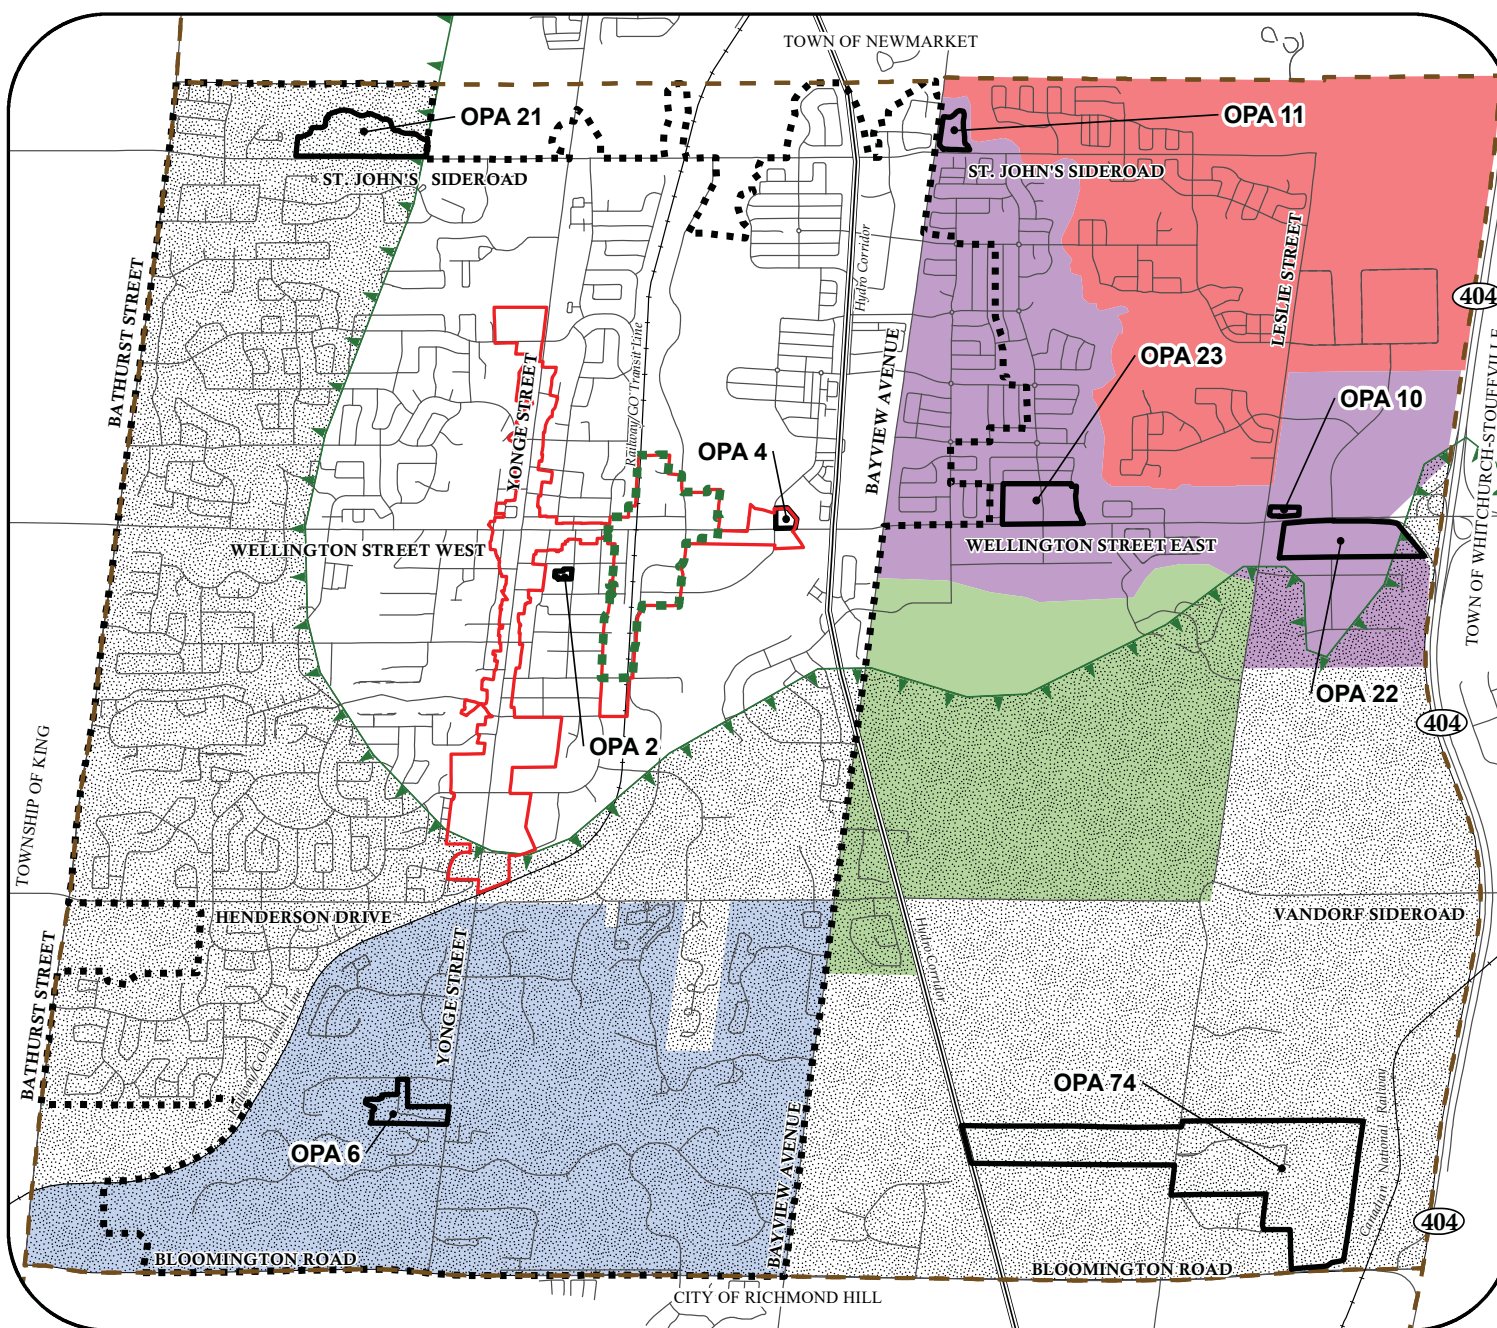 TOWN OF NEWMARKET
OPA 21
OPA 11
ST. JOHN'S SIDEROAD
ST. JOHN'S SIDEROAD
BATHURST STREET
Hydro Corridor
LESLIE STREET
404
YONGE STREET
Railway/GO Transit Line
BAYVIEW AVENUE
OPA 23
OPA 10
OPA 4
TOWN OF WHITCHURCH-STOUFFVILLE
WELLINGTON STREET WEST
WELLINGTON STREET EAST
OPA 22
404
OPA 2
TOWNSHIP OF KING
HENDERSON DRIVE
VANDORF SIDEROAD
BATHURST STREET
YONGE STREET
Hydro Corridor
Railway/GO Transit Line
OPA 74
Canadian National Railway
OPA 6
BAYVIEW AVENUE
404
BLOOMINGTON ROAD
BLOOMINGTON ROAD
CITY OF RICHMOND HILL